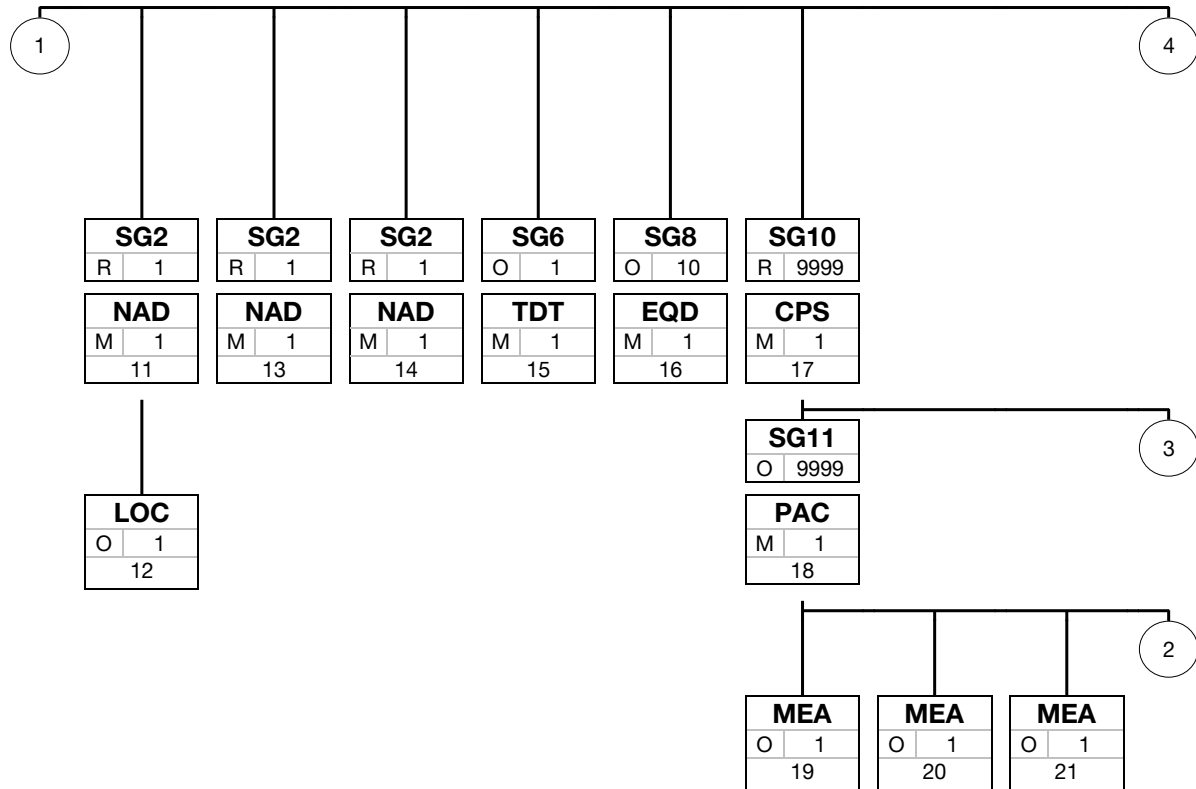 1
4
SG2 SG2 SG2 SG6 SG8 SG10
R 1 R 1 R 1 O 1 O 10 R 9999
NAD NAD NAD TDT EQD CPS
M 1 M 1 M 1 M 1 M 1 M 1
11 13 14 15 16 17
SG11
O 9999
3
LOC PAC
O 1 M 1
12 18
2
MEA MEA MEA
O 1 O 1 O 1
19 20 21